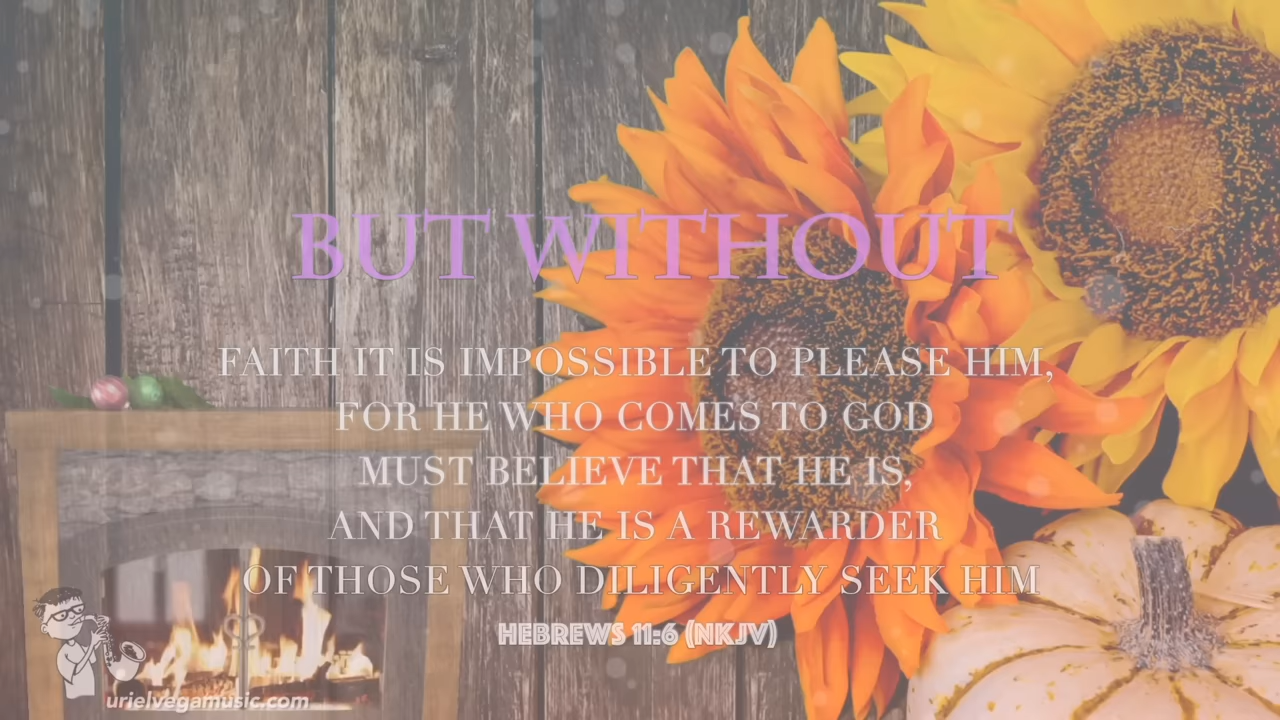 BUT WITHOUT
FAITH IT IS IMPOSSIBLE TO PLEASE HIM,
FOR HE WHO COMES TO GOD
MUST BELIEVE THAT HE IS,
AND THAT HE IS A REWARDER
OF THOSE WHO DILIGENTLY SEEK HIM
HEBREWS 11:6 (NKJV)
urielvegamusic.com